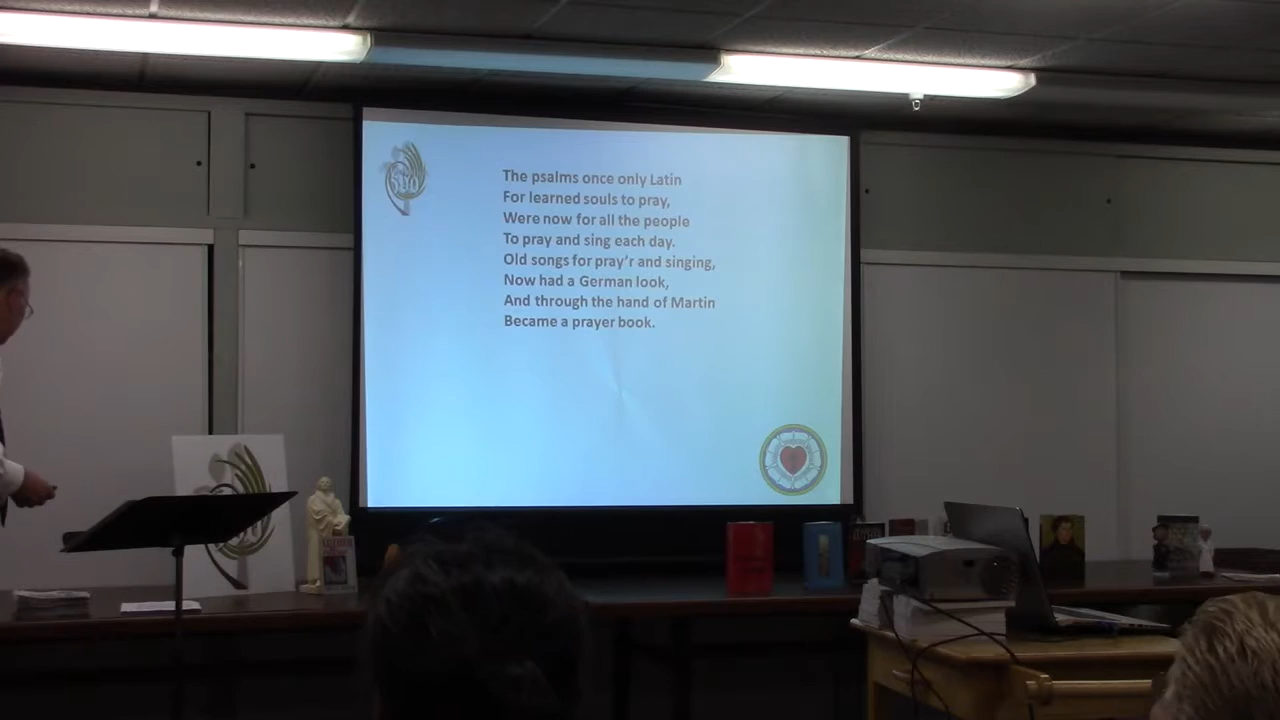 500
The psalms once only Latin
For learned souls to pray,
Were now for all the people
To pray and sing each day.
Old songs for pray’r and singing,
Now had a German look,
And through the hand of Martin
Became a prayer book.